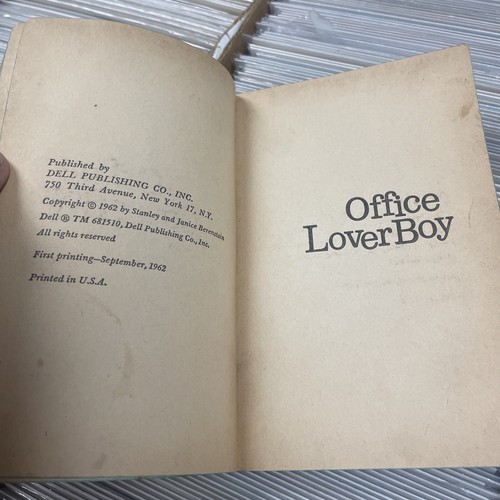 Published by
DELL PUBLISHING CO., INC.
750 Third Avenue, New York 17, N.Y.
Copyright © 1962 by Stanley and Janice Berenstain
Dell ® TM 681510, Dell Publishing Co., Inc.
All rights reserved
First printing—September, 1962
Printed in U.S.A.
Office
LoverBoy